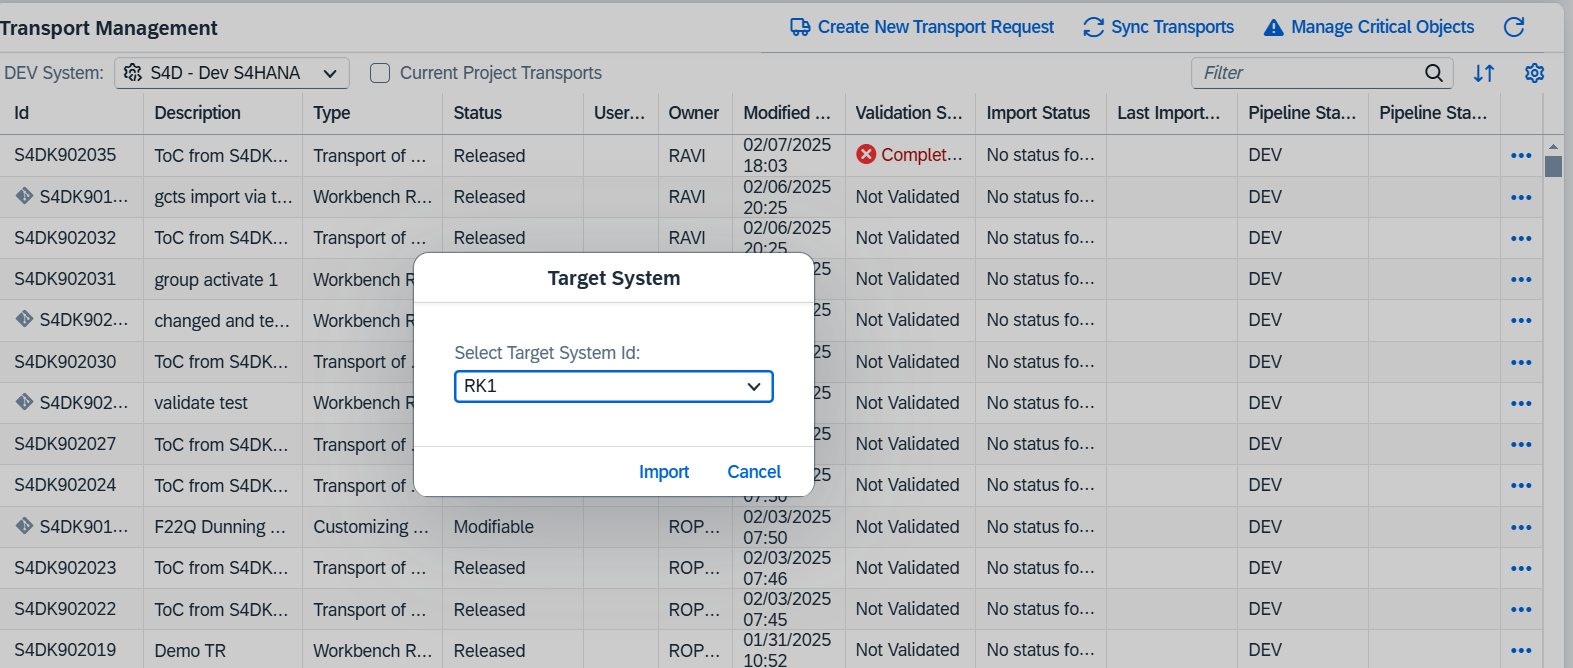 Transport Management
Create New Transport Request
Sync Transports
Manage Critical Objects
DEV System:
S4D - Dev S4HANA
Current Project Transports
Filter
Id Description Type Status User... Owner Modified ... Validation S... Import Status Last Import... Pipeline Sta... Pipeline Sta...
S4DK902035 ToC from S4DK... Transport of ... Released RAVI 02/07/2025 18:03 Complet... No status fo... DEV
S4DK901... gcts import via t... Workbench R... Released RAVI 02/06/2025 20:25 Not Validated No status fo... DEV
S4DK902032 ToC from S4DK... Transport of ... Released RAVI 02/06/2025 20:25 Not Validated No status fo... DEV
S4DK902031 group activate 1 Workbench R 25 Not Validated No status fo... DEV
S4DK902... changed and te... Workbench R 25 Not Validated No status fo... DEV
S4DK902030 ToC from S4DK... Transport of . 25 Not Validated No status fo... DEV
S4DK902... validate test Workbench R 25 Not Validated No status fo... DEV
S4DK902027 ToC from S4DK... Transport of . 25 Not Validated No status fo... DEV
S4DK902024 ToC from S4DK... Transport of . 25 07:50 Not Validated No status fo... DEV
S4DK901... F22Q Dunning ... Customizing ... Modifiable ROP... 02/03/2025 07:50 Not Validated No status fo... DEV
S4DK902023 ToC from S4DK... Transport of ... Released ROP... 02/03/2025 07:46 Not Validated No status fo... DEV
S4DK902022 ToC from S4DK... Transport of ... Released ROP... 02/03/2025 07:45 Not Validated No status fo... DEV
S4DK902019 Demo TR Workbench R... Released ROP... 01/31/2025 10:52 Not Validated No status fo... DEV
Target System
Select Target System Id:
RK1
Import Cancel